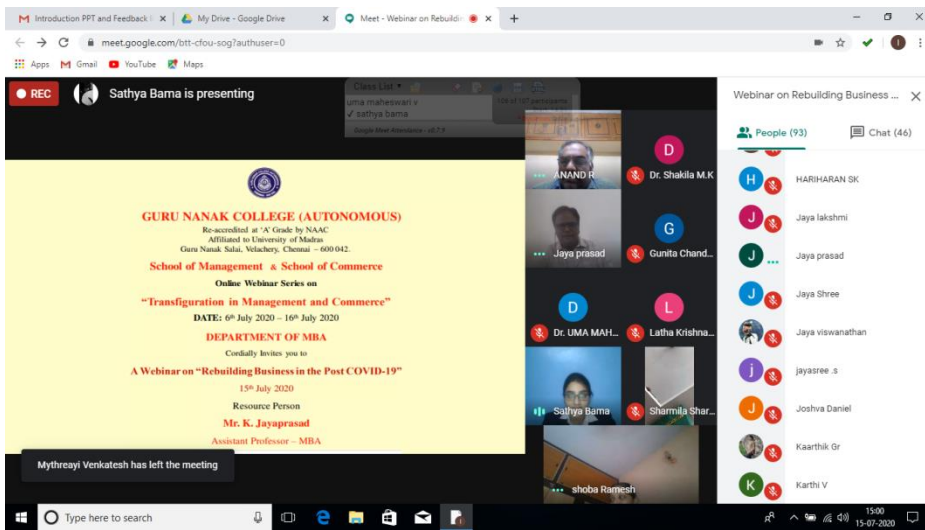 Introduction PPT and Feedback
My Drive - Google Drive
Meet - Webinar on Rebuildin
meet.google.com/btt-cfou-sog?authuser=0
Apps
Gmail
YouTube
Maps
REC
Sathya Bama is presenting
Class List
uma maheswari v
✓ sathya bama
Google Meet Attendance
GURU NANAK COLLEGE (AUTONOMOUS)
Re-accredited at 'A' Grade by NAAC
Affiliated to University of Madras
Guru Nanak Salai, Velachery, Chennai – 600 042.
School of Management & School of Commerce
Online Webinar Series on
“Transfiguration in Management and Commerce”
DATE: 6th July 2020 – 16th July 2020
DEPARTMENT OF MBA
Cordially Invites you to
A Webinar on “Rebuilding Business in the Post COVID-19”
15th July 2020
Resource Person
Mr. K. Jayaprasad
Assistant Professor – MBA
Mythreayi Venkatesh has left the meeting
ANAND R
D
Dr. Shakila M.K
Jaya prasad
G
Gunita Chand...
D
Dr. UMA MAH...
L
Latha Krishna...
Sathya Bama
Sharmila Shar...
shoba Ramesh
Webinar on Rebuilding Business ...
People (93)
Chat (46)
H
HARIHARAN SK
J
Jaya lakshmi
J
Jaya prasad
J
Jaya Shree
Jaya viswanathan
j
jayasree .s
J
Joshva Daniel
Kaarthik Gr
K
Karthi V
Type here to search
15:00
15-07-2020